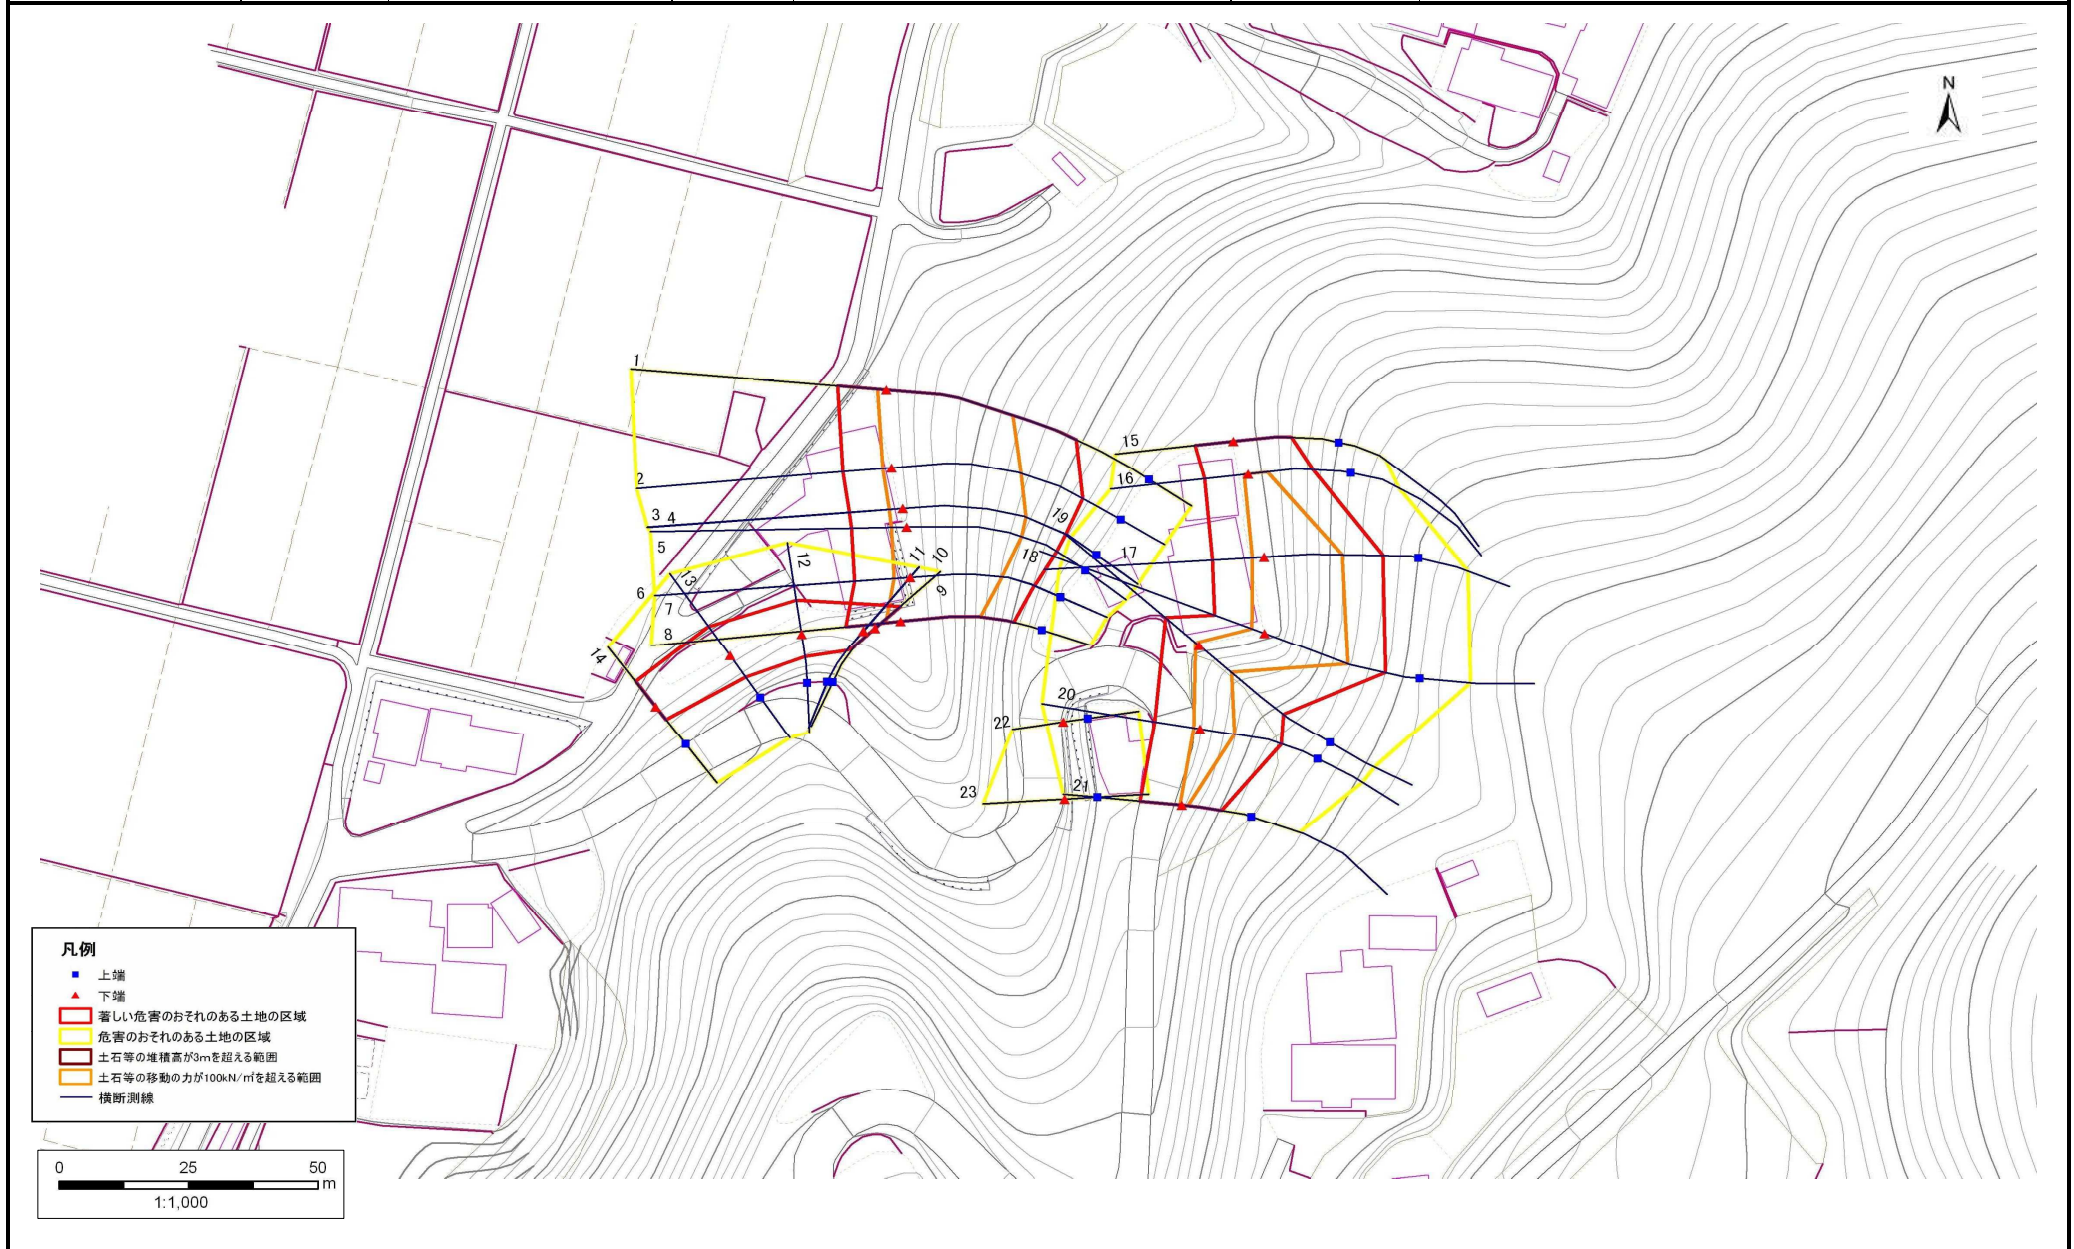 N
1
15
2
16
3 4
19
5
17
18
11
10
12
13
6
9
7
8
14
20
22
21
23
凡例
上端
下端
著しい危害のおそれのある土地の区域
危害のおそれのある土地の区域
土石等の堆積高が3mを超える範囲
土石等の移動の力が100kN/㎡を超える範囲
横断測線
0 25 50
m
1:1,000